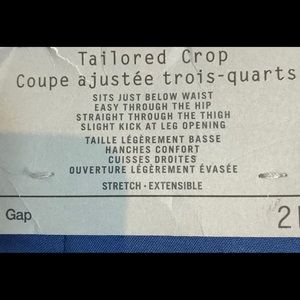 Tailored Crop
Coupe ajustée trois-quarts
SITS JUST BELOW WAIST
EASY THROUGH THE HIP
STRAIGHT THROUGH THE THIGH
SLIGHT KICK AT LEG OPENING
TAILLE LÉGÈREMENT BASSE
HANCHES CONFORT
CUISSES DROITES
OUVERTURE LÉGÈREMENT ÉVASÉE
STRETCH · EXTENSIBLE
Gap
2